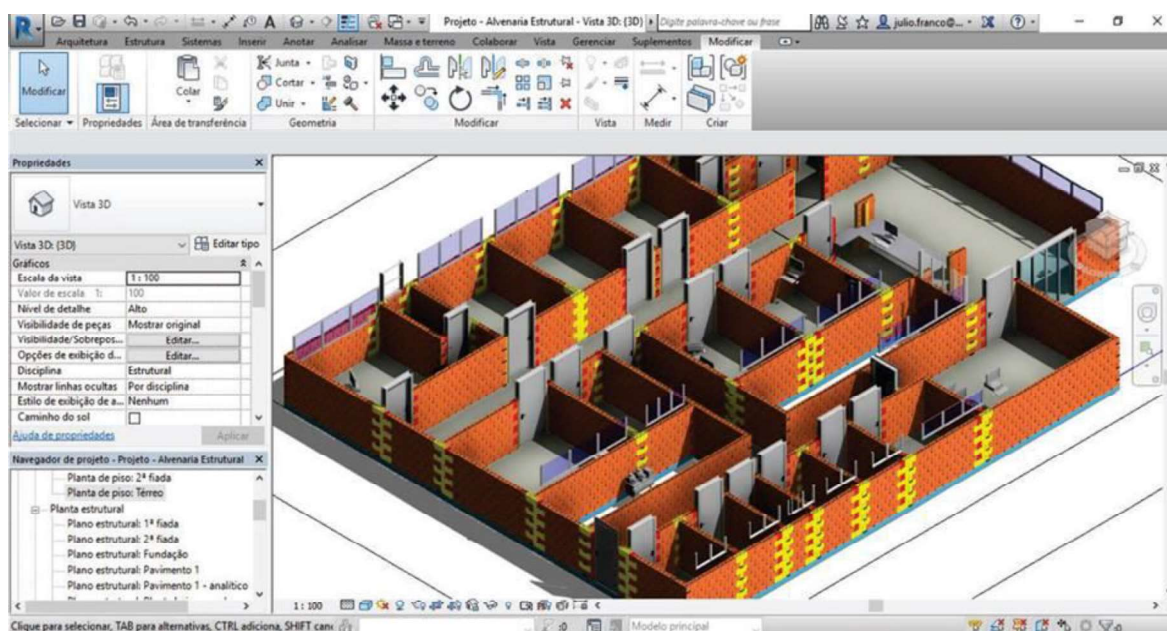 Projeto - Alvenaria Estrutural - Vista 3D: {3D}
Digite palavra-chave ou frase
julio.franco@...
Arquitetura Estrutura Sistemas Inserir Anotar Analisar Massa e terreno Colaborar Vista Gerenciar Suplementos Modificar
Modificar
Colar
Junta
Cortar
Unir
Selecionar Propriedades Área de transferência Geometria Modificar Vista Medir Criar
Propriedades
Vista 3D
Vista 3D: {3D} Editar tipo
Gráficos
Escala da vista 1 : 100
Valor de escala 1: 100
Nível de detalhe Alto
Visibilidade de peças Mostrar original
Visibilidade/Sobrepos... Editar...
Opções de exibição d... Editar...
Disciplina Estrutural
Mostrar linhas ocultas Por disciplina
Estilo de exibição de a... Nenhum
Caminho do sol
Ajuda de propriedades Aplicar
Navegador de projeto - Projeto - Alvenaria Estrutural
Planta de piso: 2ª fiada
Planta de piso: Térreo
Planta estrutural
Plano estrutural: 1ª fiada
Plano estrutural: 2ª fiada
Plano estrutural: Fundação
Plano estrutural: Pavimento 1
Plano estrutural: Pavimento 1 - analítico
1 : 100
Clique para selecionar, TAB para alternativas, CTRL adiciona, SHIFT canc
:0
Modelo principal
:0